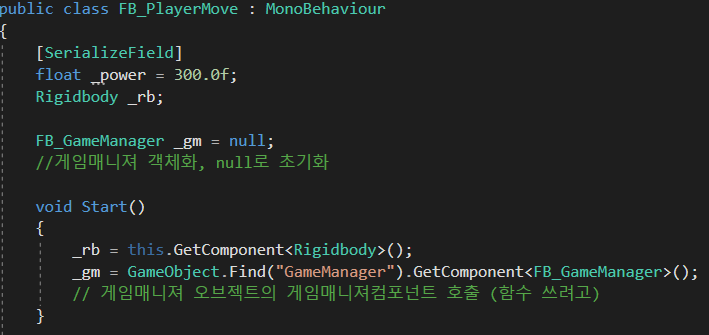 public class FB_PlayerMove : MonoBehaviour
{
    [SerializeField]
    float _power = 300.0f;
    Rigidbody _rb;

    FB_GameManager _gm = null;
    //게임매니져 객체화, null로 초기화

    void Start()
    {
        _rb = this.GetComponent<Rigidbody>();
        _gm = GameObject.Find("GameManager").GetComponent<FB_GameManager>();
        // 게임매니져 오브젝트의 게임매니져컴포넌트 호출 (함수 쓰려고)
    }